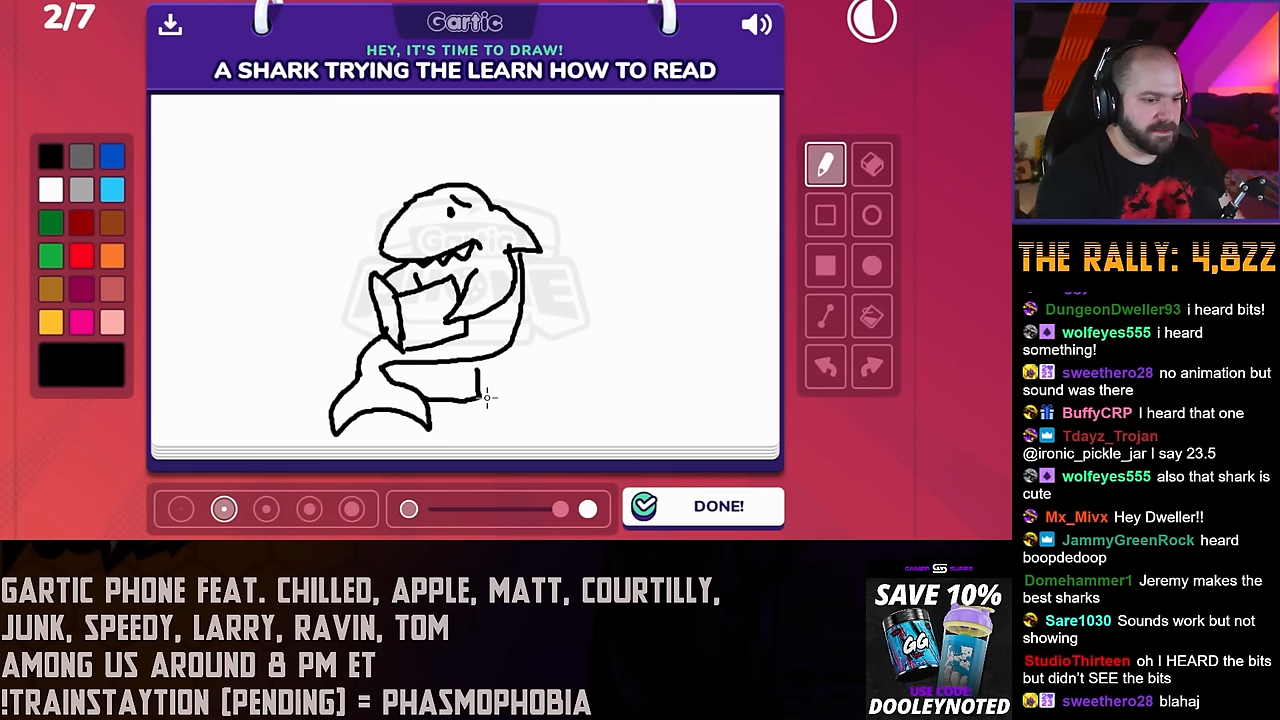 2/7
Gartic
HEY, IT'S TIME TO DRAW!
A SHARK TRYING THE LEARN HOW TO READ
Gartic
DONE!
GARTIC PHONE FEAT. CHILLED, APPLE, MATT, COURTILLY,
JUNK, SPEEDY, LARRY, RAVIN, TOM
AMONG US AROUND 8 PM ET
!TRAINSTAYTION (PENDING) = PHASMOPHOBIA
GAMER SUPPS
SAVE 10%
GG
USE CODE:
DOOLEYNOTED
THE RALLY: 4,822
DungeonDweller93 i heard bits!
wolfeyes555 i heard
something!
sweethero28 no animation but
sound was there
BuffyCRP I heard that one
Tdayz_Trojan
@ironic_pickle_jar I say 23.5
wolfeyes555 also that shark is
cute
Mx_Mivx Hey Dweller!!
JammyGreenRock heard
boopdedoop
Domehammer1 Jeremy makes the
best sharks
Sare1030 Sounds work but not
showing
StudioThirteen oh I HEARD the bits
but didn't SEE the bits
sweethero28 blahaj